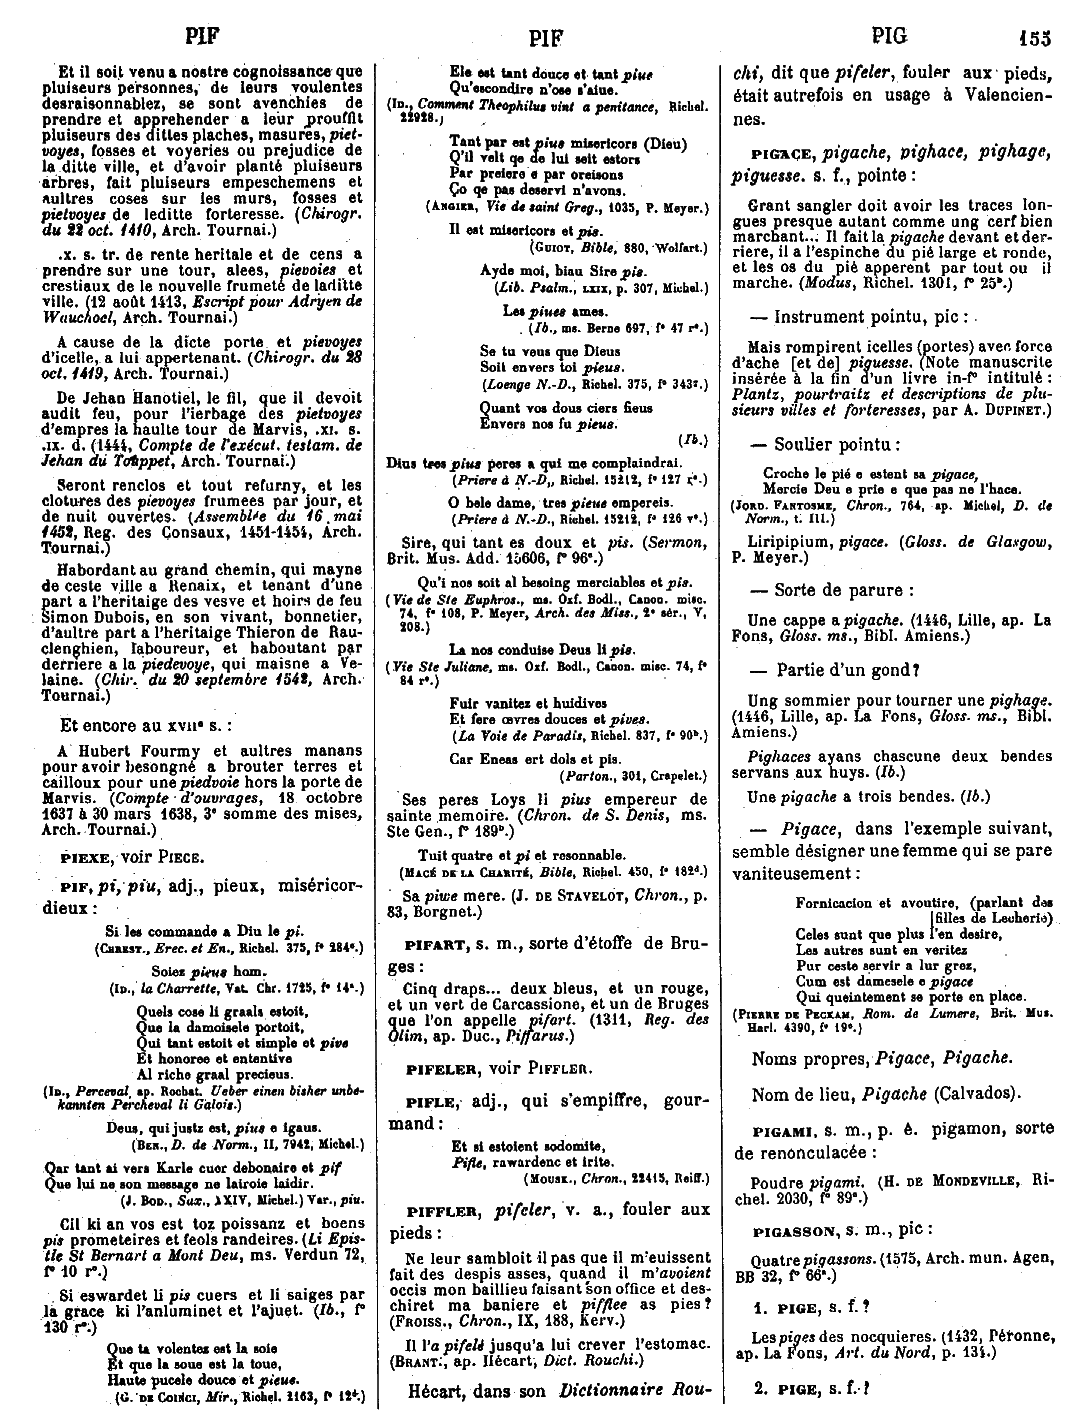 PIF
PIF
PIG
155
Et il soit venu a nostre cognoissance que
pluiseurs personnes, de leurs voulentes
desraisonnablez, se sont avenchies de
prendre et apprehender a leur prouffit
pluiseurs des dittes plaches, masures, piet-
voyes, fosses et voyeries ou prejudice de
la ditte ville, et d'avoir planté pluiseurs
arbres, fait pluiseurs empeschemens et
aultres coses sur les murs, fosses et
pietvoyes de leditte forteresse. (Chirogr.
du 22 oct. 1410, Arch. Tournai.)
.x. s. tr. de rente heritale et de cens a
prendre sur une tour, alees, pievoies et
crestiaux de le nouvelle frumeté de laditte
ville. (12 août 1413, Escript pour Adryen de
Wauchoel, Arch. Tournai.)
A cause de la dicte porte et pievoyes
d'icelle, a lui appertenant. (Chirogr. du 28
oct. 1419, Arch. Tournai.)
De Jehan Hanotiel, le fil, que il devoit
audit feu, pour l'ierbage des pietvoyes
d'empres la haulte tour de Marvis, .xi. s.
.ix. d. (1444, Compte de l'exécut. testam. de
Jehan du Touppet, Arch. Tournai.)
Seront renclos et tout refurny, et les
clotures des pievoyes frumees par jour, et
de nuit ouvertes. (Assemblée du 16 mai
1452, Reg. des Consaux, 1451-1454, Arch.
Tournai.)
Habordant au grand chemin, qui mayne
de ceste ville a Renaix, et tenant d'une
part a l'heritaige des vesve et hoirs de feu
Simon Dubois, en son vivant, bonnetier,
d'aultre part a l'heritaige Thieron de Rau-
clenghien, laboureur, et haboutant par
derriere a la piedevoye, qui maisne a Ve-
laine. (Chir. du 20 septembre 1542, Arch.
Tournai.)
Et encore au XVIIe s. :
A Hubert Fourmy et aultres manans
pour avoir besongné a brouter terres et
cailloux pour une piedvoie hors la porte de
Marvis. (Compte d'ouvrages, 18 octobre
1637 à 30 mars 1638, 3e somme des mises,
Arch. Tournai.)
PIEXE, voir PIECE.
PIF, pi, piu, adj., pieux, miséricor-
dieux :
Si les commande a Diu le pi.
(CHREST., Erec. et En., Richel. 375, f° 284e.)
Soiez pieus hom.
(ID., la Charrette, Vat. Chr. 1725, f° 14a.)
Quels cose li graals estoit,
Que la damoisele portoit,
Qui tant estoit et simple et pive
Et honoree et ententive
Al riche graal precieus.
(ID., Perceval, ap. Rochat. Ueber einen bisher unbe-
kannten Percheval li Galois.)
Deus, qui justz est, pius e igaus.
(BEN., D. de Norm., II, 7942, Michel.)
Qar tant ai vers Karle cuer debonaire et pif
Que lui ne son message ne lairoie laidir.
(J. BOD., Sax., XXIV, Michel.) Var., piu.
Cil ki an vos est toz poissanz et boens
pis prometeires et feols randeires. (Li Epis-
tle St Bernart a Mont Deu, ms. Verdun 72,
f° 10 r°.)
Si eswardet li pis cuers et li saiges par
la grace ki l'anluminet et l'ajuet. (Ib., f°
130 r°.)
Que ta volentez est la soie
Et que la soue est la toue,
Haute pucele douce et pieue.
(G. DE COINCI, Mir., Richel. 2163, f° 12d.)
Ele est tant douce et tant piue
Qu'escondire n'ose s'aiue.
(ID., Comment Theophilus vint a penitance, Richel.
22928.)
Tant par est pius misericors (Dieu)
Q'il velt qe de lui seit estors
Par preiere e par oreisons
Ço qe pas deservi n'avons.
(ANGIER, Vie de saint Greg., 1035, P. Meyer.)
Il est misericors et pis.
(GUIOT, Bible, 880, Wolfart.)
Ayde moi, biau Sire pis.
(Lib. Psalm., LXIX, p. 307, Michel.)
Les piues ames.
(Ib., ms. Berne 697, f° 47 r°.)
Se tu veus que Dieus
Soit envers toi pieus.
(Loenge N.-D., Richel. 375, f° 343e.)
Quant vos dous ciers fieus
Envers nos fu pieus.
(Ib.)
Dius tres pius peres a qui me complaindrai.
(Priere à N.-D., Richel. 15212, f° 127 r°.)
O bele dame, tres pieue empereis.
(Priere à N.-D., Richel. 15212, f° 126 v°.)
Sire, qui tant es doux et pis. (Sermon,
Brit. Mus. Add. 15606, f° 96a.)
Qu'i nos soit al besoing merciables et pis.
(Vie de Ste Euphros., ms. Oxf. Bodl., Canon. misc.
74, f° 108, P. Meyer, Arch. des Miss., 2e sér., V,
208.)
La nos conduise Deus li pis.
(Vie Ste Juliane, ms. Oxf. Bodl., Canon. misc. 74, f°
84 r°.)
Fuir vanitez et huidives
Et fere œvres douces et pives.
(La Voie de Paradis, Richel. 837, f° 90b.)
Car Eneas ert dols et pis.
(Parton., 301, Crapelet.)
Ses peres Loys li pius empereur de
sainte memoire. (Chron. de S. Denis, ms.
Ste Gen., f° 189b.)
Tuit quatre et pi et resonnable.
(MACÉ DE LA CHARITÉ, Bible, Richel. 450, f° 182d.)
Sa piwe mere. (J. DE STAVELOT, Chron., p.
83, Borgnet.)
PIFART, s. m., sorte d'étoffe de Bru-
ges :
Cinq draps... deux bleus, et un rouge,
et un vert de Carcassione, et un de Bruges
que l'on appelle pifart. (1311, Reg. des
Olim, ap. Duc., Piffarus.)
PIFELER, voir PIFFLER.
PIFLE, adj., qui s'empiffre, gour-
mand :
Et si estoient sodomite,
Pifle, rawardenc et irite.
(MOUSK., Chron., 22415, Reiff.)
PIFFLER, pifeler, v. a., fouler aux
pieds :
Ne leur sambloit il pas que il m'euissent
fait des despis asses, quand il m'avoient
occis mon baillieu faisant son office et des-
chiret ma baniere et pifflee as pies?
(FROISS., Chron., IX, 188, Kerv.)
Il l'a pifelé jusqu'a lui crever l'estomac.
(BRANT., ap. Hécart, Dict. Rouchi.)
Hécart, dans son Dictionnaire Rou-
chi, dit que pifeler, fouler aux pieds,
était autrefois en usage à Valencien-
nes.
PIGACE, pigache, pighace, pighage,
piguesse. s. f., pointe :
Grant sangler doit avoir les traces lon-
gues presque autant comme ung cerf bien
marchant... Il fait la pigache devant et der-
riere, il a l'espinche du pié large et ronde,
et les os du pié apperent par tout ou il
marche. (Modus, Richel. 1301, f° 25a.)
— Instrument pointu, pic :
Mais rompirent icelles (portes) avec force
d'ache [et de] piguesse. (Note manuscrite
insérée à la fin d'un livre in-f° intitulé :
Plantz, pourtraitz et descriptions de plu-
sieurs villes et forteresses, par A. DUPINET.)
— Soulier pointu :
Croche le pié e estent sa pigace,
Mercie Deu e prie e que pas ne l'hace.
(JORD. FANTOSME, Chron., 764, ap. Michel, D. de
Norm., t. III.)
Liripipium, pigace. (Gloss. de Glasgow,
P. Meyer.)
— Sorte de parure :
Une cappe a pigache. (1446, Lille, ap. La
Fons, Gloss. ms., Bibl. Amiens.)
— Partie d'un gond?
Ung sommier pour tourner une pighage.
(1446, Lille, ap. La Fons, Gloss. ms., Bibl.
Amiens.)
Pighaces ayans chascune deux bendes
servans aux huys. (Ib.)
Une pigache a trois bendes. (Ib.)
— Pigace, dans l'exemple suivant,
semble désigner une femme qui se pare
vaniteusement :
Fornicacion et avoutire, (parlant des
[filles de Lecherie)
Celes sunt que plus l'en desire,
Les autres sunt en veritez
Pur ceste servir a lur grez,
Cum est damesele e pigace
Qui queintement se porte en place.
(PIERRE DE PECKAM, Rom. de Lumere, Brit. Mus.
Harl. 4390, f° 19a.)
Noms propres, Pigace, Pigache.
Nom de lieu, Pigache (Calvados).
PIGAMI, s. m., p. ê. pigamon, sorte
de renonculacée :
Poudre pigami. (H. DE MONDEVILLE, Ri-
chel. 2030, f° 89a.)
PIGASSON, s. m., pic :
Quatre pigassons. (1575, Arch. mun. Agen,
BB 32, f° 66a.)
1. PIGE, s. f. ?
Les piges des nocquieres. (1432, Péronne,
ap. La Fons, Art. du Nord, p. 134.)
2. PIGE, s. f. ?